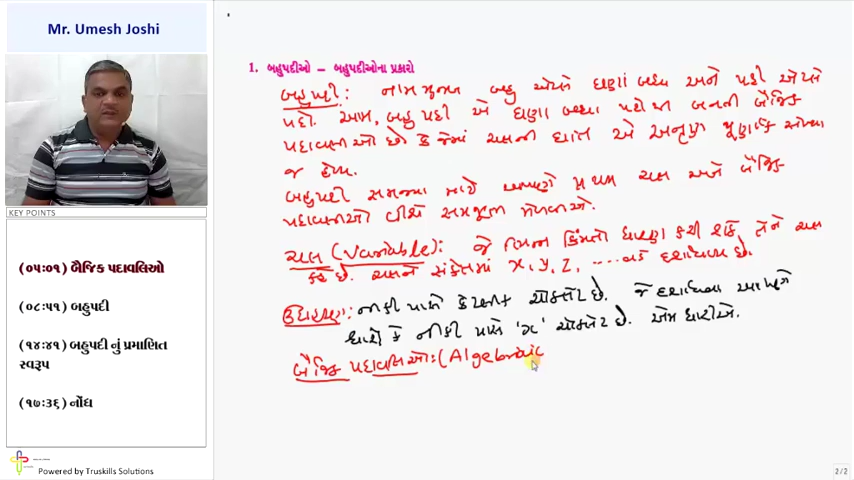 Mr. Umesh Joshi
KEY POINTS
(૦૫:૦૧) બૈજિક પદાવલિઓ
(૦૮:૫૧) બહુપદી
(૧૪:૪૧) બહુપદી નું પ્રમાણિત
સ્વરૂપ
(૧૭:૩૬) નોંધ
Powered by Truskills Solutions
1. બહુપદીઓ – બહુપદીઓના પ્રકારો
બહુપદી: નામ મુજબ બહુ એટલે ઘણાં બધા અને પદી એટલે
પદો. આમ, બહુપદી એ ઘણા બધા પદોથી બનતી બૈજિક
પદાવલીઓ છે કે જેમાં ચલની ઘાત એ અનૃણ પૂર્ણાંક સંખ્યા
જ હોય.
બહુપદી સમજવા માટે આપણે પ્રથમ ચલ અને બૈજિક
પદાવલીઓ વીશે સમજૂતી મેળવીએ.
ચલ (Variable): જે ભિન્ન કિંમતો ધારણ કરી શકે તેને ચલ
કહે છે. ચલને સંકેતમાં x, y, z, ..... વડે દર્શાવાય છે.
ઉદાહરણ: પાસે કેટલીક ચોકલેટ છે. જે દર્શાવવા આપણે
ધારો કે પાસે 'x' ચોકલેટ છે. એમ ધારીએ.
બૈજિક પદાવલીઓ: (Algebraic
2/2